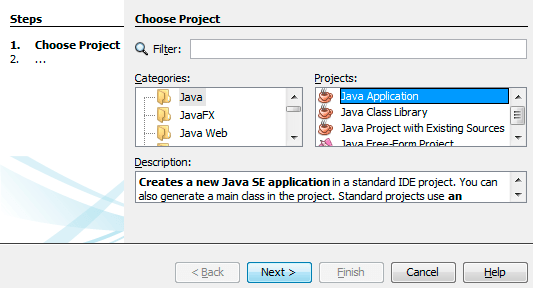 Steps
1. Choose Project
2. ...
Choose Project
Filter:
Categories:
Java
JavaFX
Java Web
Projects:
Java Application
Java Class Library
Java Project with Existing Sources
Java Free-Form Project
Description:
Creates a new Java SE application in a standard IDE project. You can
also generate a main class in the project. Standard projects use an
< Back
Next >
Finish
Cancel
Help